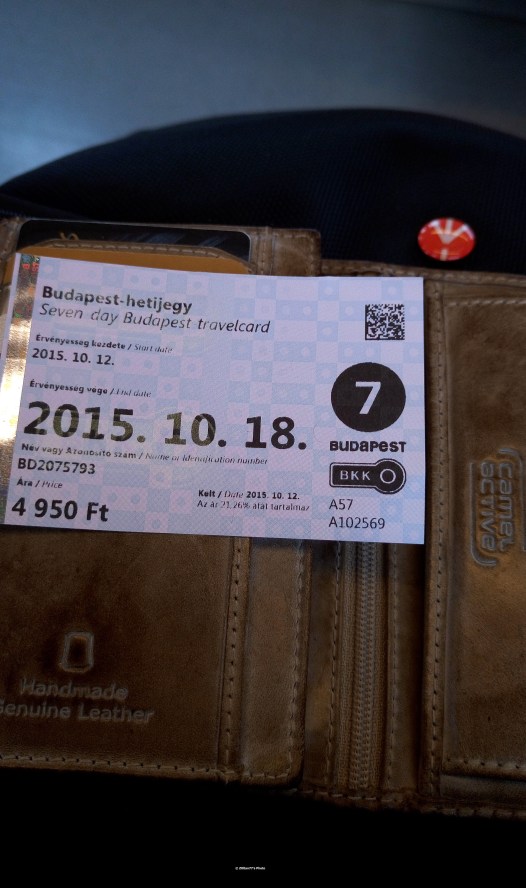 Budapest-hetijegy
Seven-day Budapest travelcard
Érvényesség kezdete / Start date
2015. 10. 12.
Érvényesség vége / End date
2015. 10. 18.
Név vagy Azonosító szám / Name or Identification number
BD2075793
Ára / Price
4 950 Ft
Kelt / Date 2015. 10. 12.
Az ár 21,26% áfát tartalmaz
7
BUDAPEST
BKK
A57
A102569
camel
active
Handmade
Genuine Leather